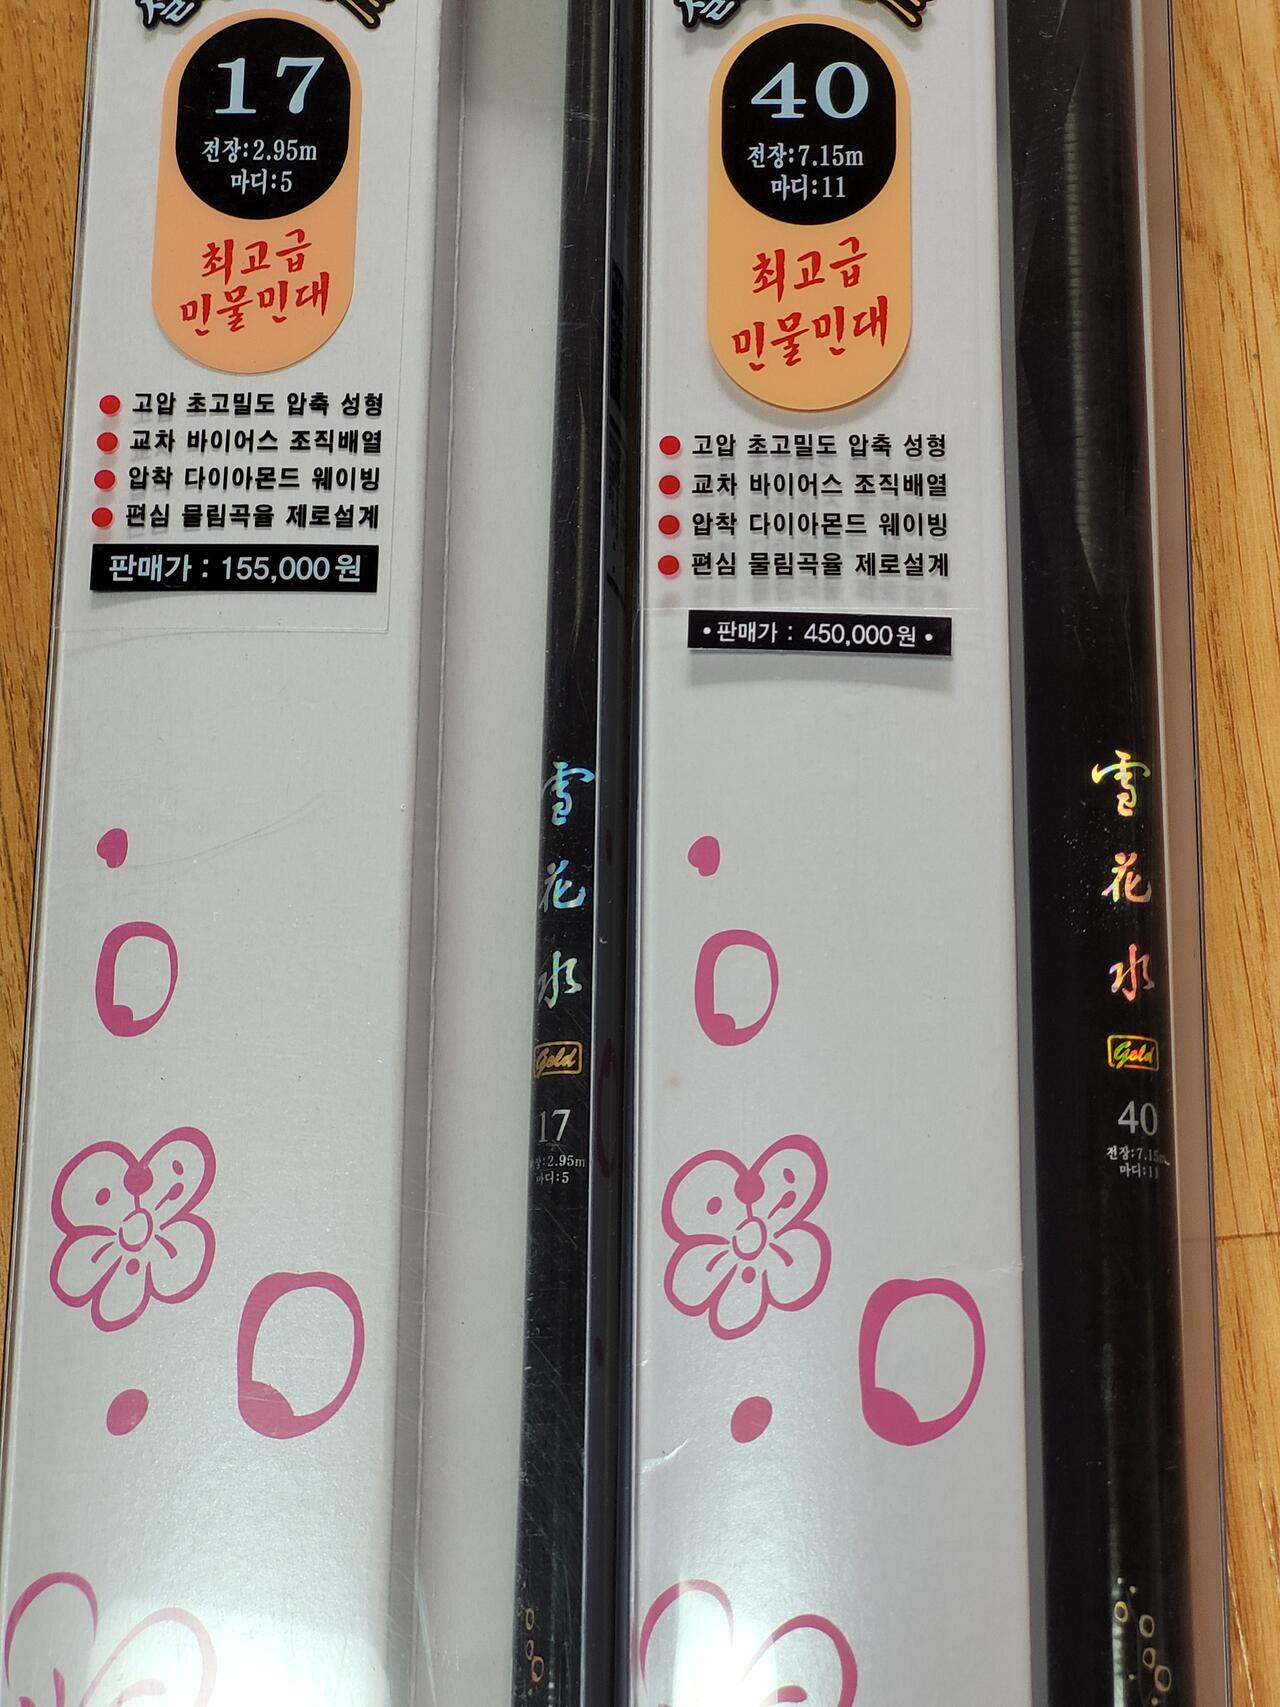 17
전장:2.95m
마디:5
최고급
민물민대
고압 초고밀도 압축 성형
교차 바이어스 조직배열
압착 다이아몬드 웨이빙
편심 물림곡율 제로설계
판매가 : 155,000원
雪
花
水
Gold
17
2.95m
마디:5
40
전장:7.15m
마디:11
최고급
민물민대
고압 초고밀도 압축 성형
교차 바이어스 조직배열
압착 다이아몬드 웨이빙
편심 물림곡율 제로설계
• 판매가 : 450,000원 •
雪
花
水
Gold
40
전장:7.15m
마디:11